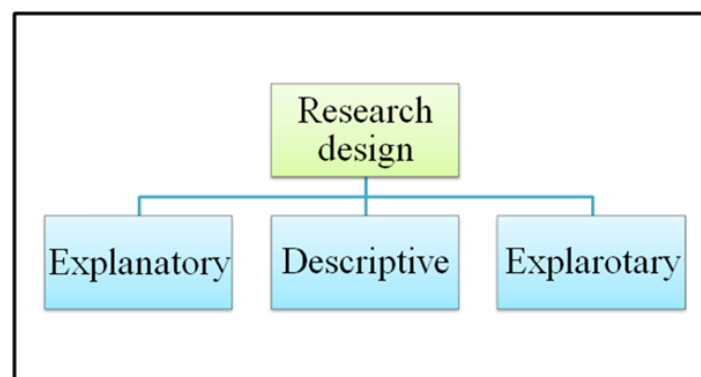 Research
design
Explanatory
Descriptive
Explarotary